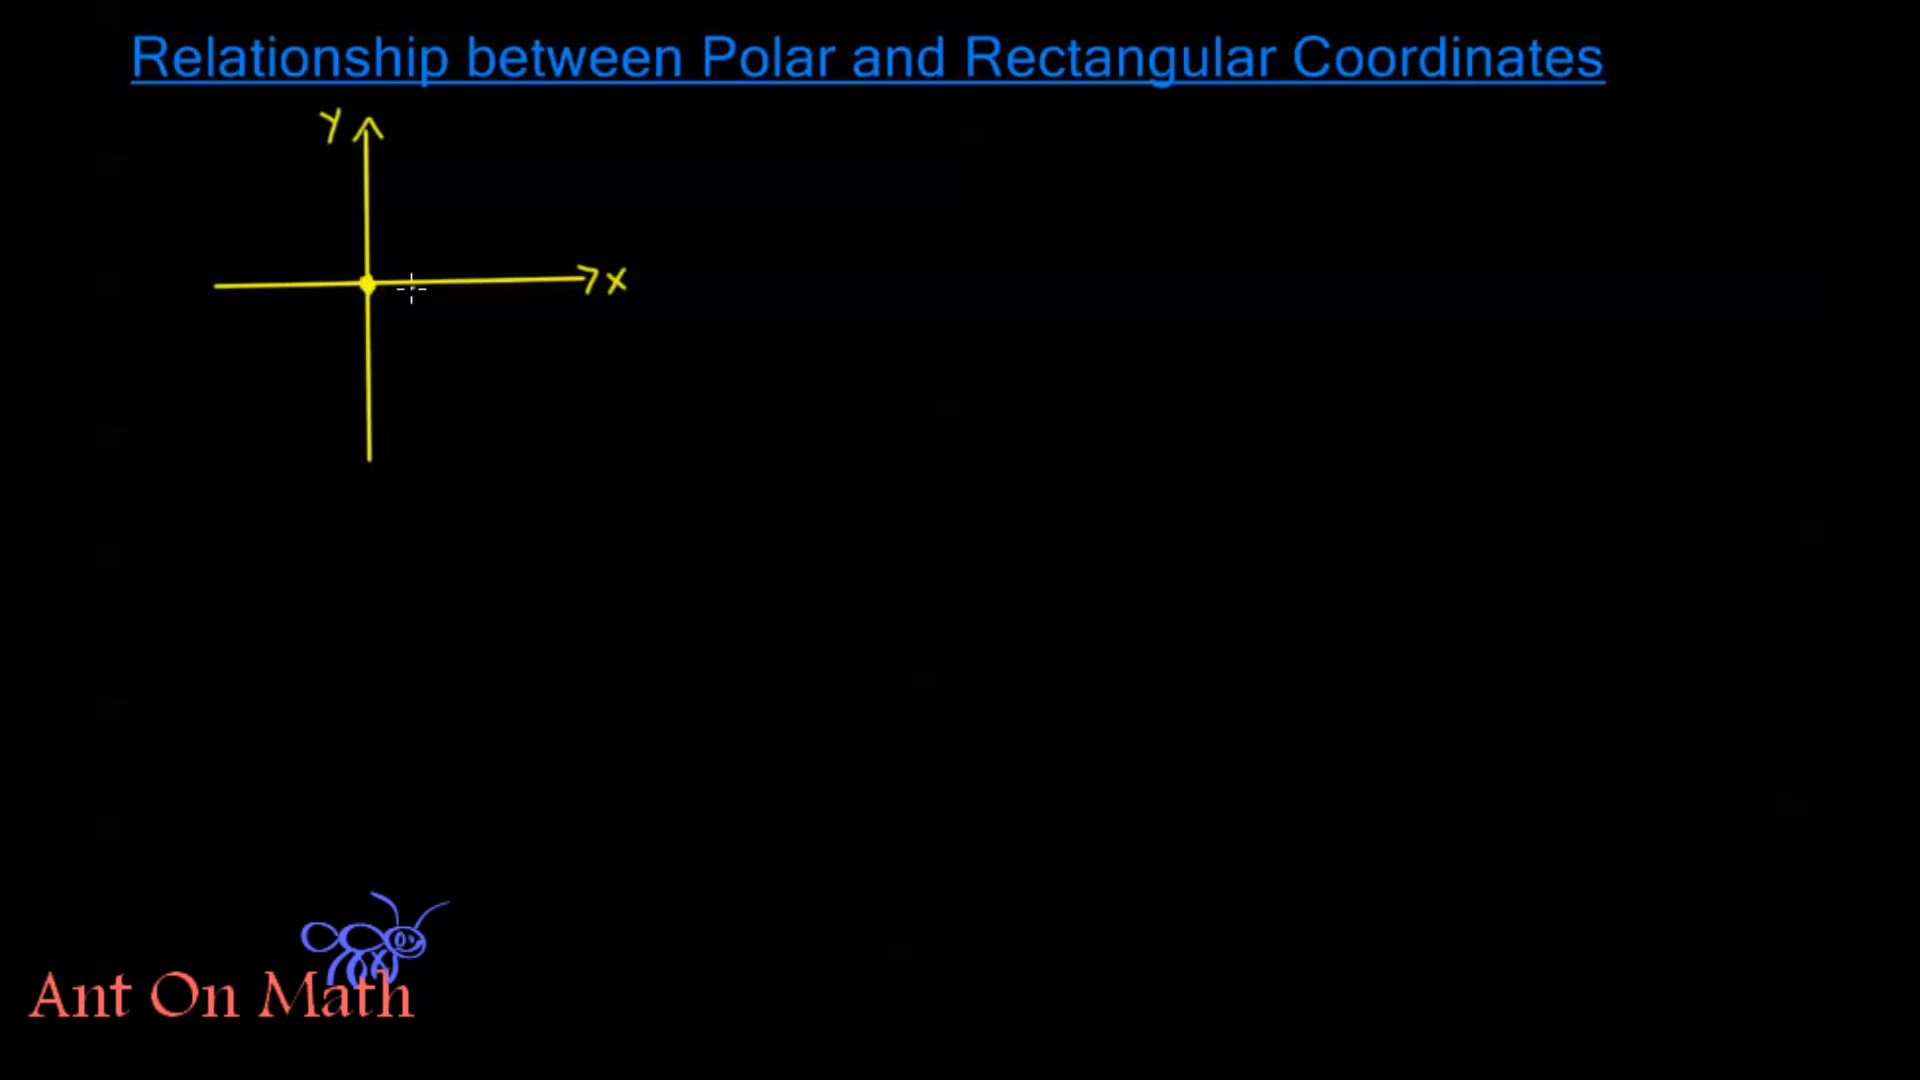 Relationship between Polar and Rectangular Coordinates
Y
X
Ant On Math